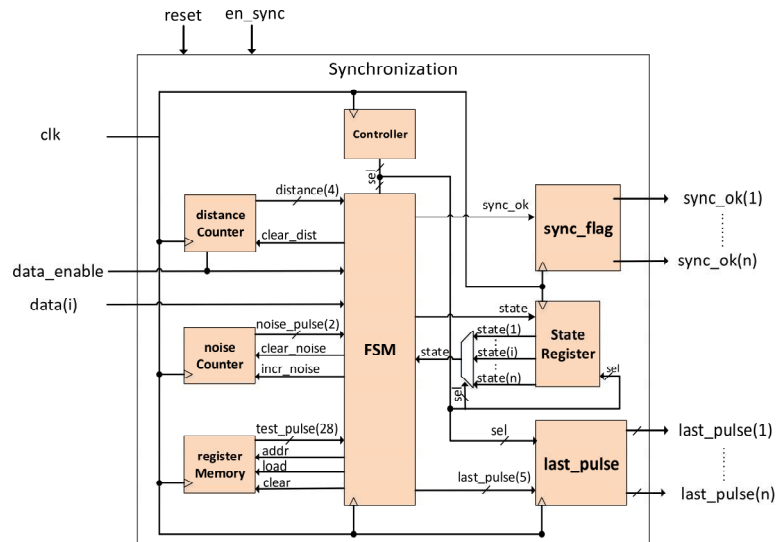 reset en_sync
Synchronization
clk
Controller
sel
distance(4)
distance
Counter
clear_dist
sync_ok
sync_flag
sync_ok(1)
sync_ok(n)
data_enable
data(i)
FSM
noise_pulse(2)
noise
Counter
clear_noise
incr_noise
state
state
state(1)
state(i)
state(n)
State
Register
sel
sel
test_pulse(28)
register
Memory
addr
load
clear
sel
last_pulse(5)
last_pulse
last_pulse(1)
last_pulse(n)